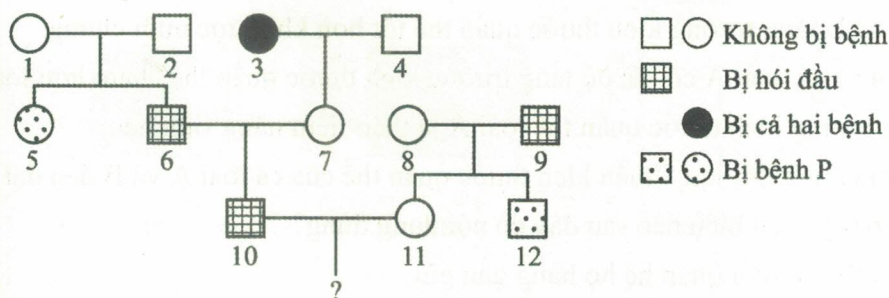 1 2 3 4
Không bị bệnh
Bị hói đầu
Bị cả hai bệnh
Bị bệnh P
5 6 7 8 9
10 11 12
?